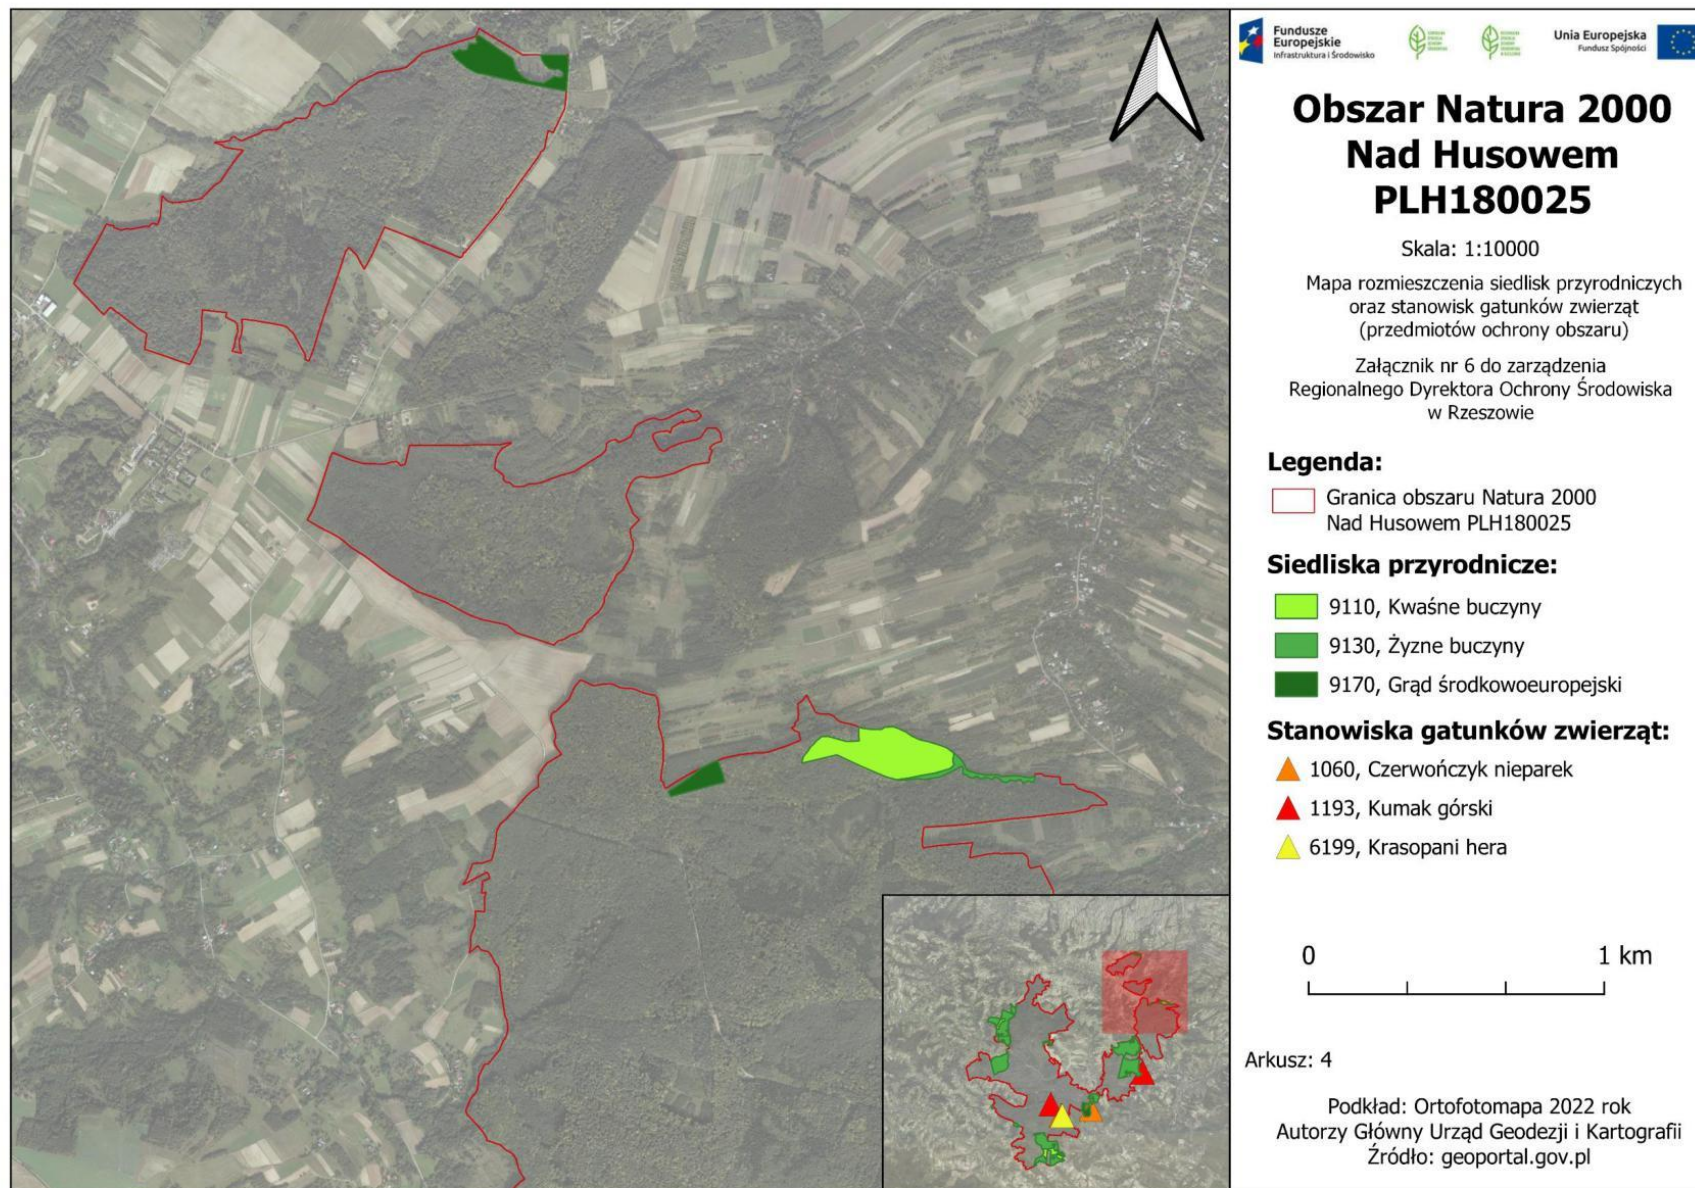 Fundusze
Europejskie
Infrastruktura i Środowisko
Unia Europejska
Fundusz Spójności
Obszar Natura 2000
Nad Husowem
PLH180025
Skala: 1:10000
Mapa rozmieszczenia siedlisk przyrodniczych
oraz stanowisk gatunków zwierząt
(przedmiotów ochrony obszaru)
Załącznik nr 6 do zarządzenia
Regionalnego Dyrektora Ochrony Środowiska
w Rzeszowie
Legenda:
Granica obszaru Natura 2000
Nad Husowem PLH180025
Siedliska przyrodnicze:
9110, Kwaśne buczyny
9130, Żyzne buczyny
9170, Grąd środkowoeuropejski
Stanowiska gatunków zwierząt:
1060, Czerwończyk nieparek
1193, Kumak górski
6199, Krasopani hera
0 1 km
Arkusz: 4
Podkład: Ortofotomapa 2022 rok
Autorzy Główny Urząd Geodezji i Kartografii
Źródło: geoportal.gov.pl